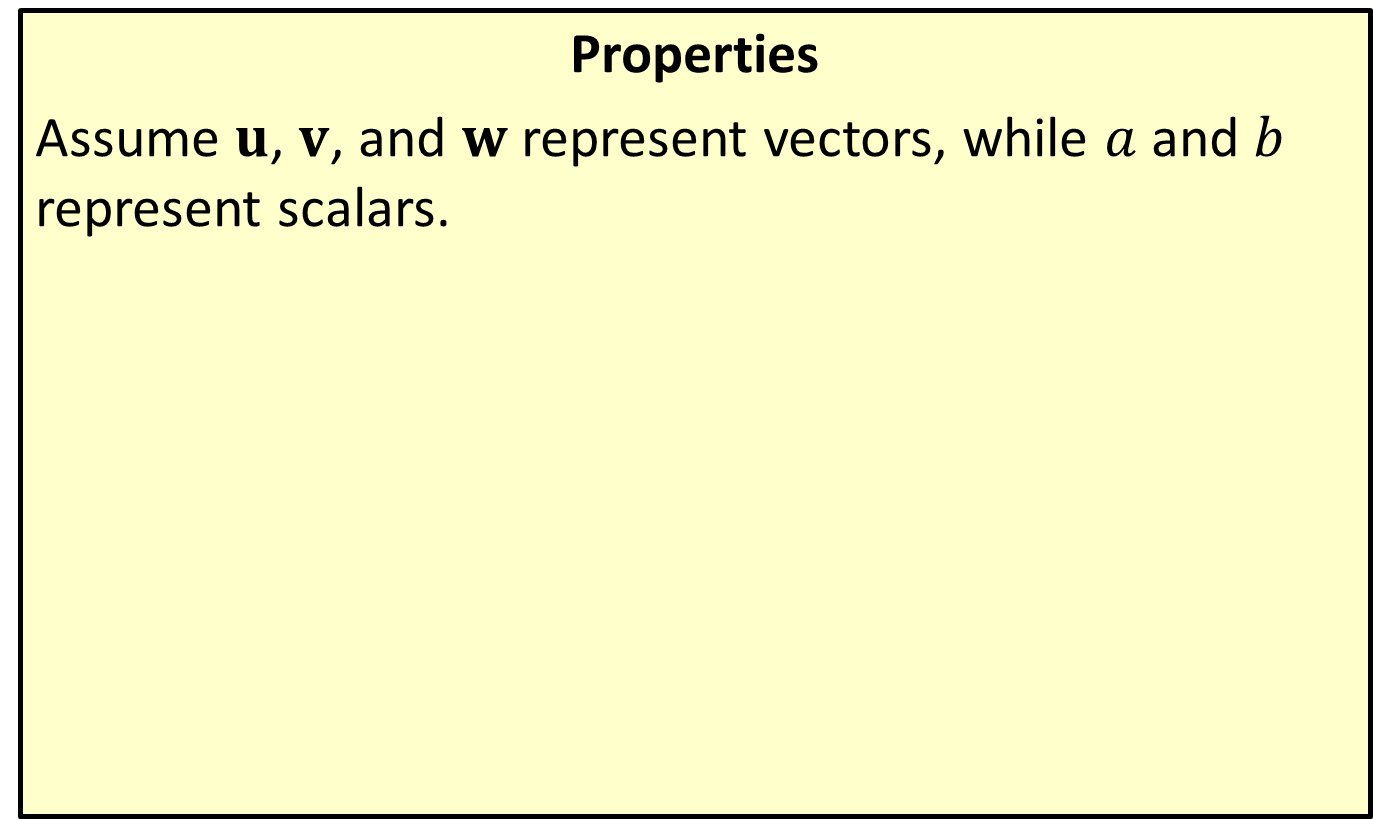 Properties
Assume 𝐮, 𝐯, and 𝐰 represent vectors, while 𝑎 and 𝑏
represent scalars.